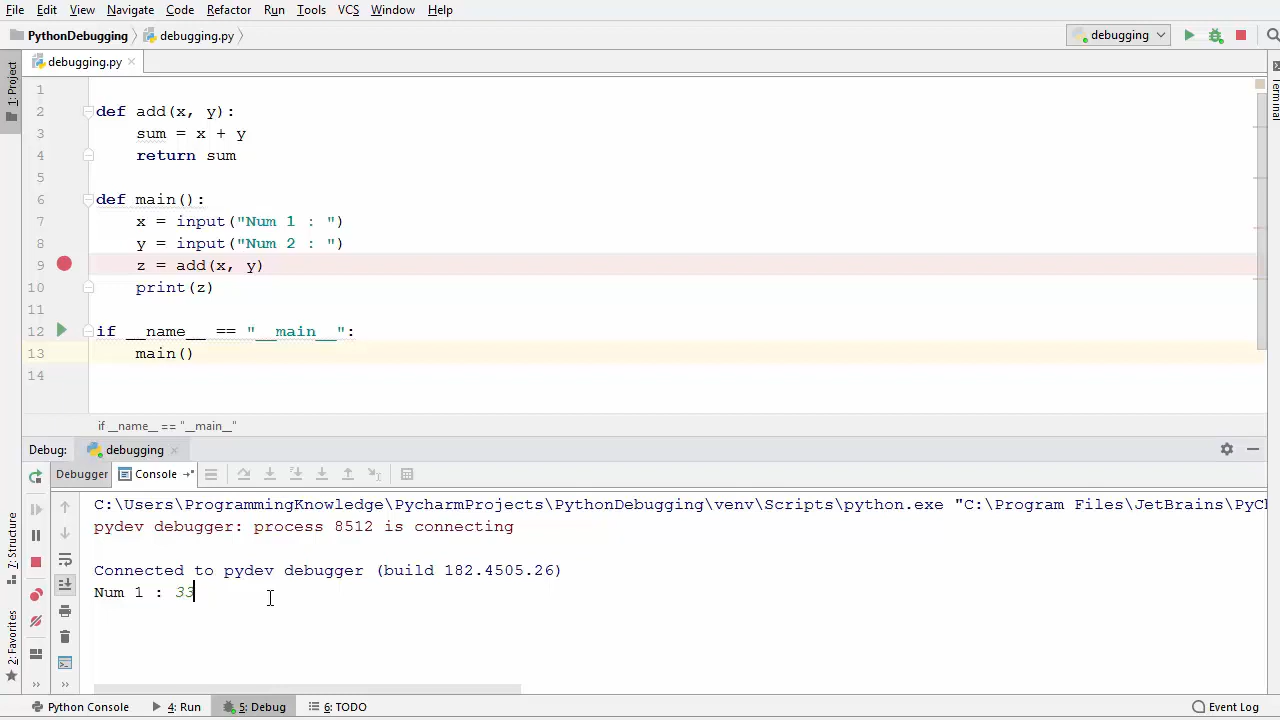 File Edit View Navigate Code Refactor Run Tools VCS Window Help
PythonDebugging debugging.py debugging
debugging.py
1: Project
Terminal
1
2 def add(x, y):
3 sum = x + y
4 return sum
5
6 def main():
7 x = input("Num 1 : ")
8 y = input("Num 2 : ")
9 z = add(x, y)
10 print(z)
11
12 if __name__ == "__main__":
13 main()
14
if __name__ == "__main__"
Debug: debugging
Debugger Console
C:\Users\ProgrammingKnowledge\PycharmProjects\PythonDebugging\venv\Scripts\python.exe "C:\Program Files\JetBrains\PyCh
pydev debugger: process 8512 is connecting
Connected to pydev debugger (build 182.4505.26)
Num 1 : 33
7: Structure
2: Favorites
Python Console 4: Run 5: Debug 6: TODO Event Log